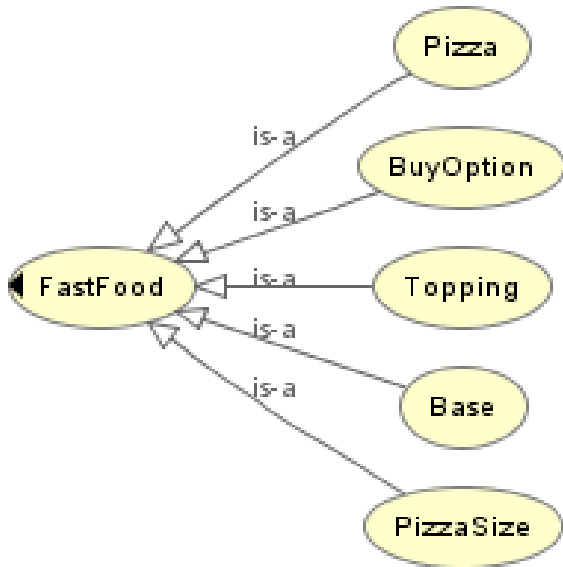 Pizza
is-a
BuyOption
is-a
FastFood
is-a
Topping
is-a
Base
is-a
PizzaSize